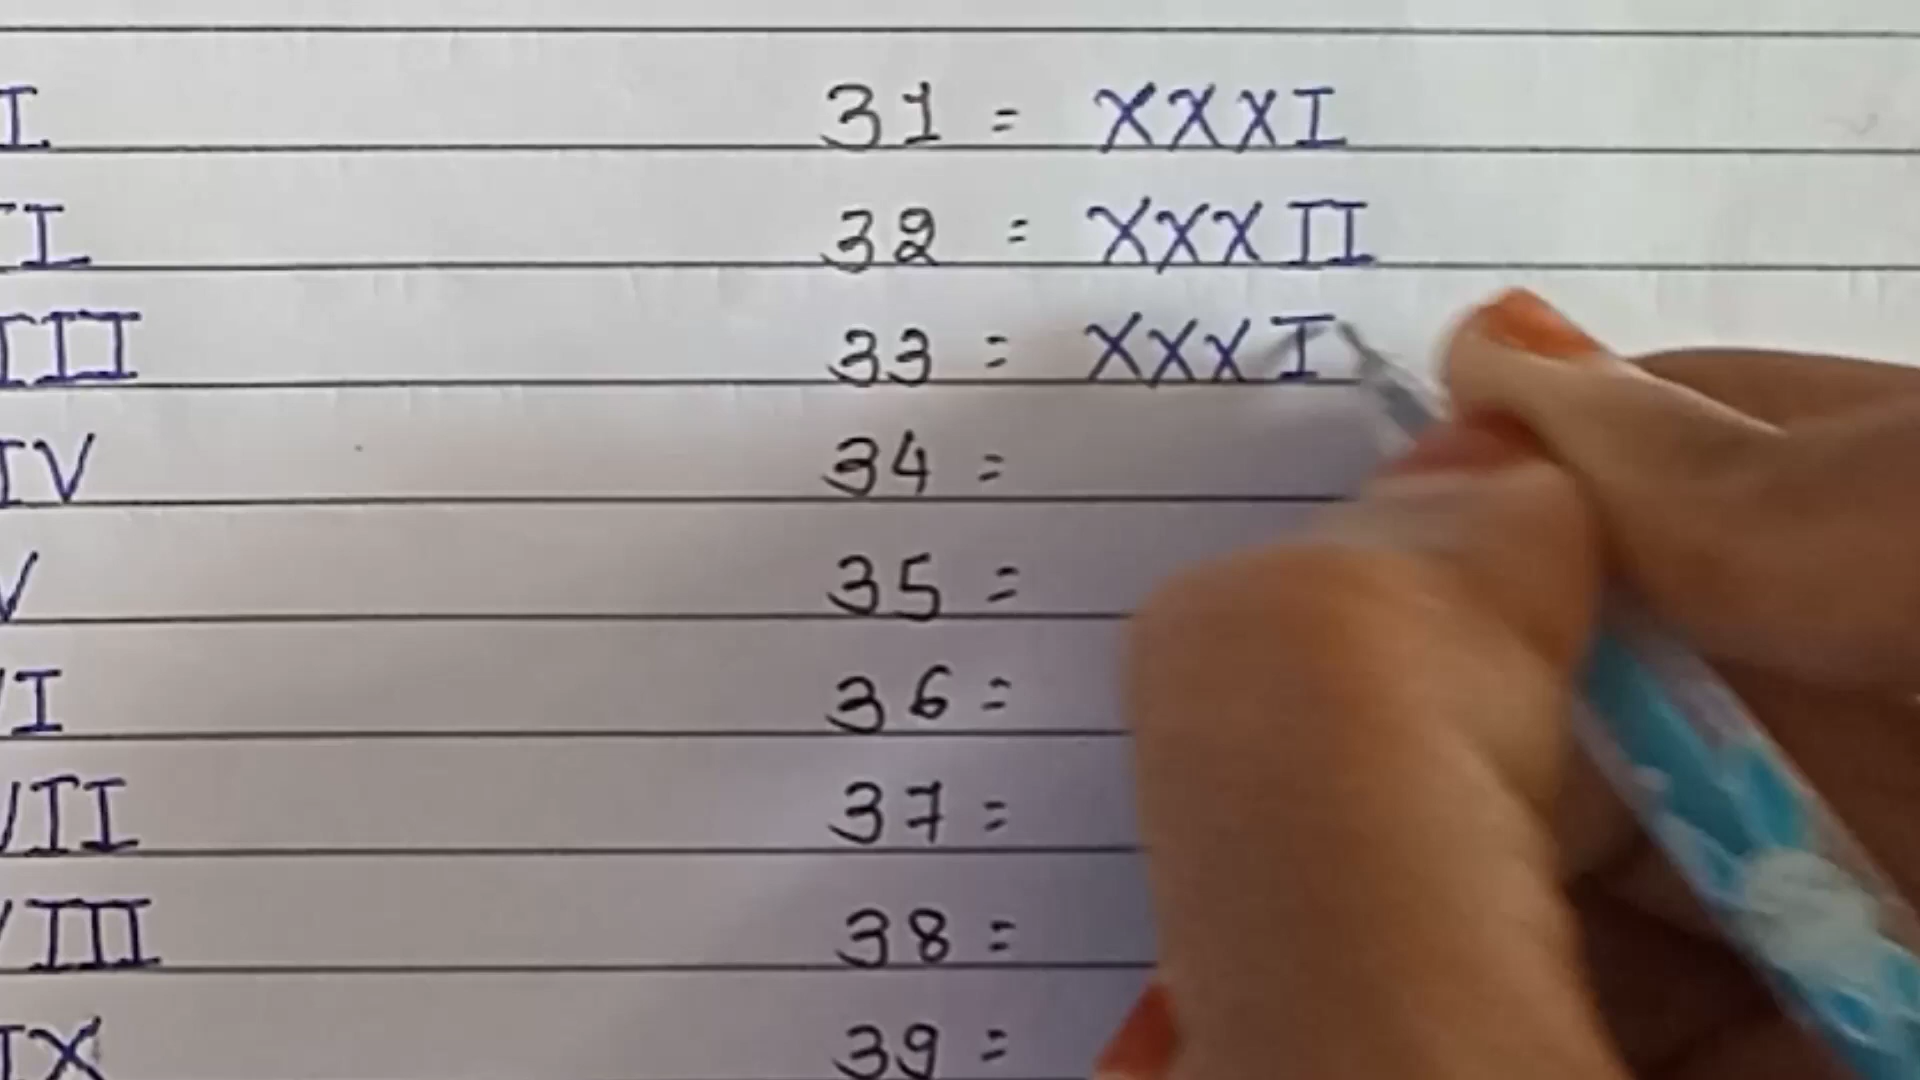 I 31 = XXXI
II 32 = XXXII
III 33 = XXXI
IV 34 =
V 35 =
VI 36 =
VII 37 =
VIII 38 =
IX 39 =